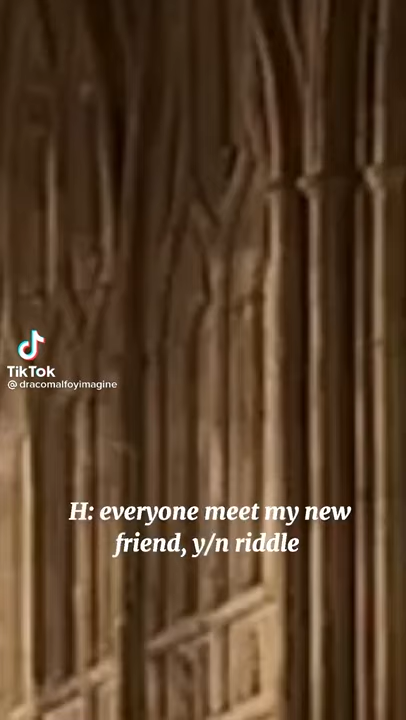 TikTok
@dracomalfoyimagine
H: everyone meet my new
friend, y/n riddle